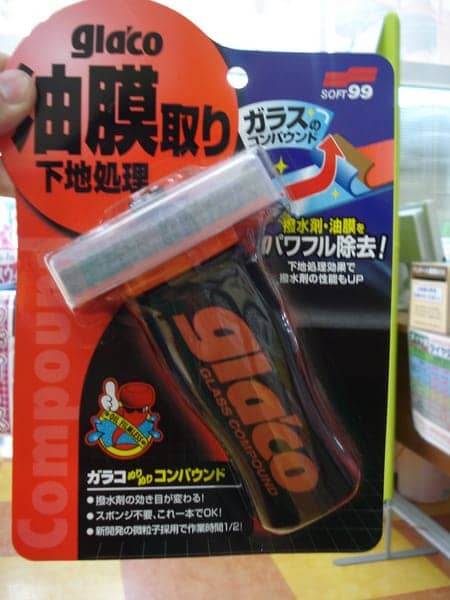 glaco
油膜取り
下地処理
SOFT99
ガラスの
コンパウンド
撥水剤・油膜を
パワフル除去!
下地処理効果で
撥水剤の性能もUP
glaco
GLASS COMPOUND
Compoun
ガラコぬりぬりコンパウンド
●撥水剤の効き目が変わる!
●スポンジ不要、これ一本でOK!
●新開発の微粒子採用で作業時間1/2!